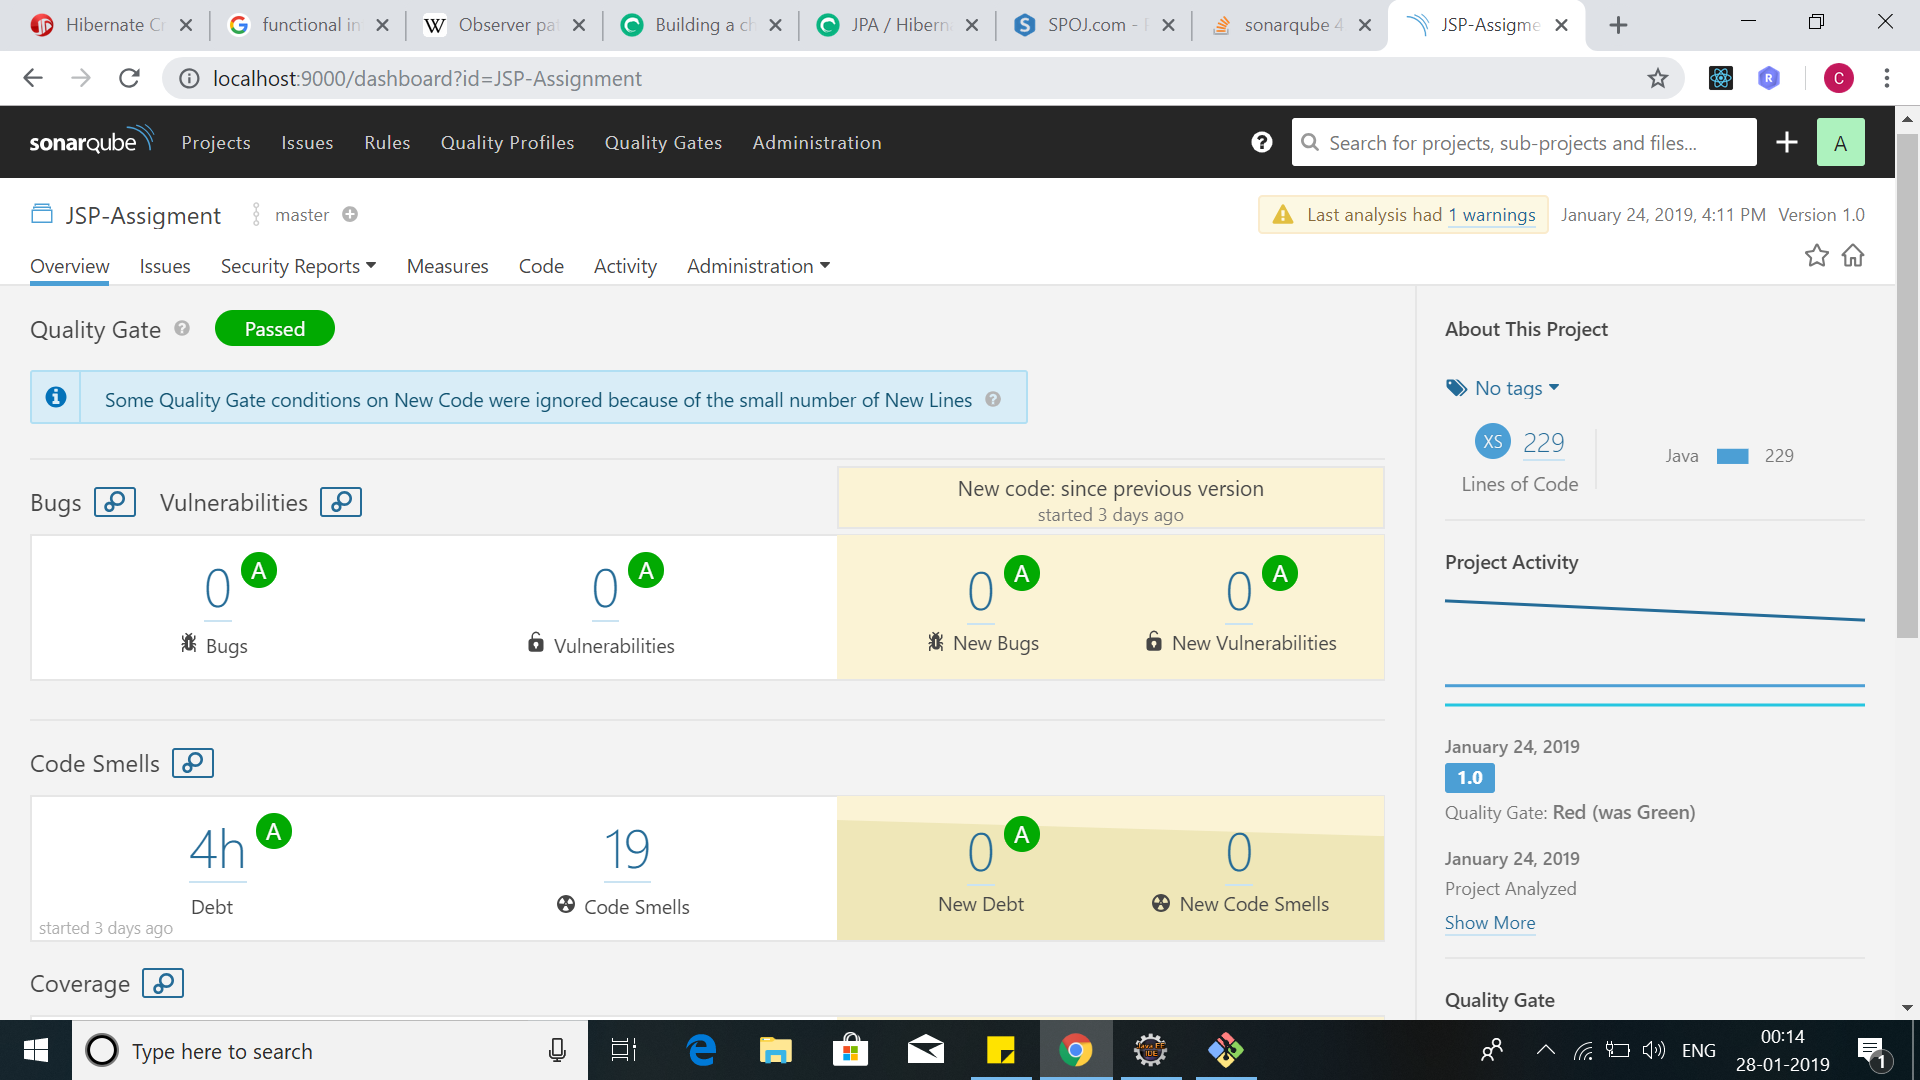 Hibernate Cr
functional in
Observer pat
Building a ch
JPA / Hiberna
SPOJ.com - P
sonarqube 4
JSP-Assigme
localhost:9000/dashboard?id=JSP-Assignment
R
C
sonarqube
Projects
Issues
Rules
Quality Profiles
Quality Gates
Administration
Search for projects, sub-projects and files...
A
JSP-Assigment
master
Last analysis had 1 warnings
January 24, 2019, 4:11 PM
Version 1.0
Overview
Issues
Security Reports
Measures
Code
Activity
Administration
Quality Gate
Passed
Some Quality Gate conditions on New Code were ignored because of the small number of New Lines
Bugs
Vulnerabilities
New code: since previous version
started 3 days ago
0 A
Bugs
0 A
Vulnerabilities
0 A
New Bugs
0 A
New Vulnerabilities
Code Smells
4h A
Debt
started 3 days ago
19
Code Smells
0 A
New Debt
0
New Code Smells
Coverage
About This Project
No tags
XS 229
Lines of Code
Java 229
Project Activity
January 24, 2019
1.0
Quality Gate: Red (was Green)
January 24, 2019
Project Analyzed
Show More
Quality Gate
Type here to search
Java EE
IDE
ENG
00:14
28-01-2019
1